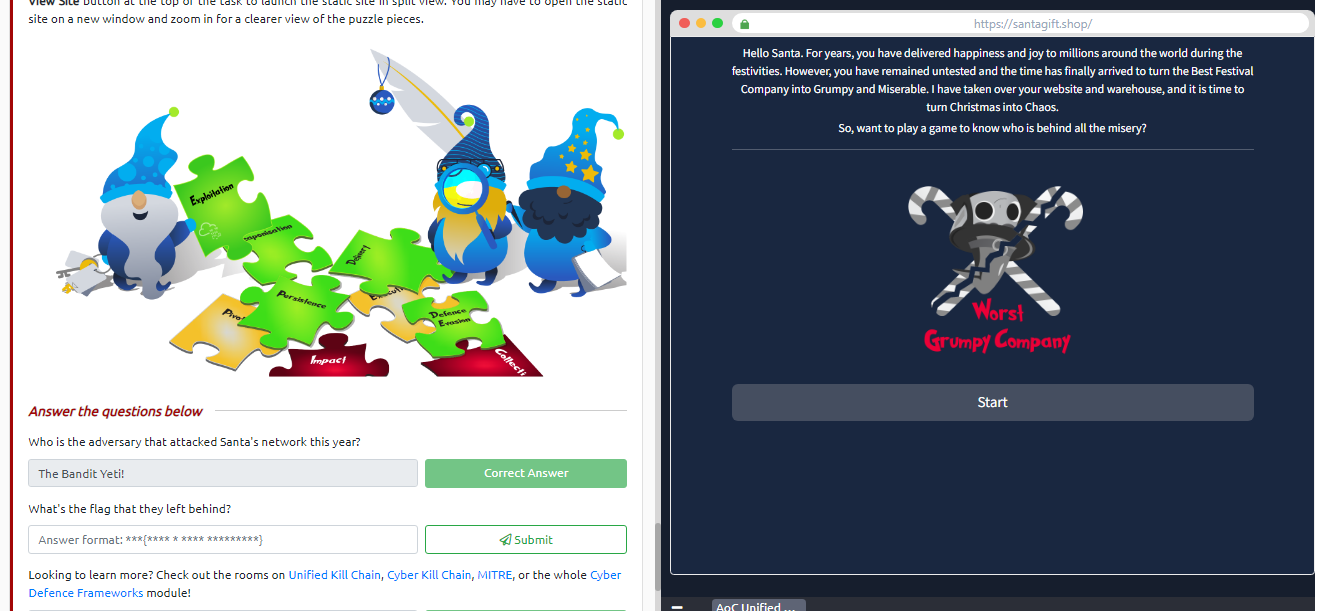 View Site button at the top of the task to launch the static site in split view. You may have to open the static
site on a new window and zoom in for a clearer view of the puzzle pieces.
Exploitation
Delivery
Persistence
Defence
Evasion
Impact
Answer the questions below
Who is the adversary that attacked Santa's network this year?
The Bandit Yeti!
Correct Answer
What's the flag that they left behind?
Answer format: ***{**** * **** *********}
Submit
Looking to learn more? Check out the rooms on Unified Kill Chain, Cyber Kill Chain, MITRE, or the whole Cyber
Defence Frameworks module!
https://santagift.shop/
Hello Santa. For years, you have delivered happiness and joy to millions around the world during the
festivities. However, you have remained untested and the time has finally arrived to turn the Best Festival
Company into Grumpy and Miserable. I have taken over your website and warehouse, and it is time to
turn Christmas into Chaos.
So, want to play a game to know who is behind all the misery?
Worst
Grumpy Company
Start
AoC Unified ...